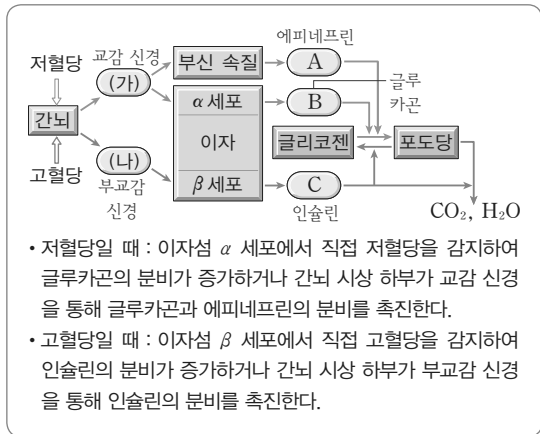 에피네프린
교감 신경
저혈당
(가)
부신 속질
A
글루
카곤
α 세포
B
간뇌
이자
글리코젠
포도당
고혈당
(나)
부교감
신경
β 세포
C
인슐린
CO₂, H₂O
• 저혈당일 때 : 이자섬 α 세포에서 직접 저혈당을 감지하여
글루카곤의 분비가 증가하거나 간뇌 시상 하부가 교감 신경
을 통해 글루카곤과 에피네프린의 분비를 촉진한다.
• 고혈당일 때 : 이자섬 β 세포에서 직접 고혈당을 감지하여
인슐린의 분비가 증가하거나 간뇌 시상 하부가 부교감 신경
을 통해 인슐린의 분비를 촉진한다.